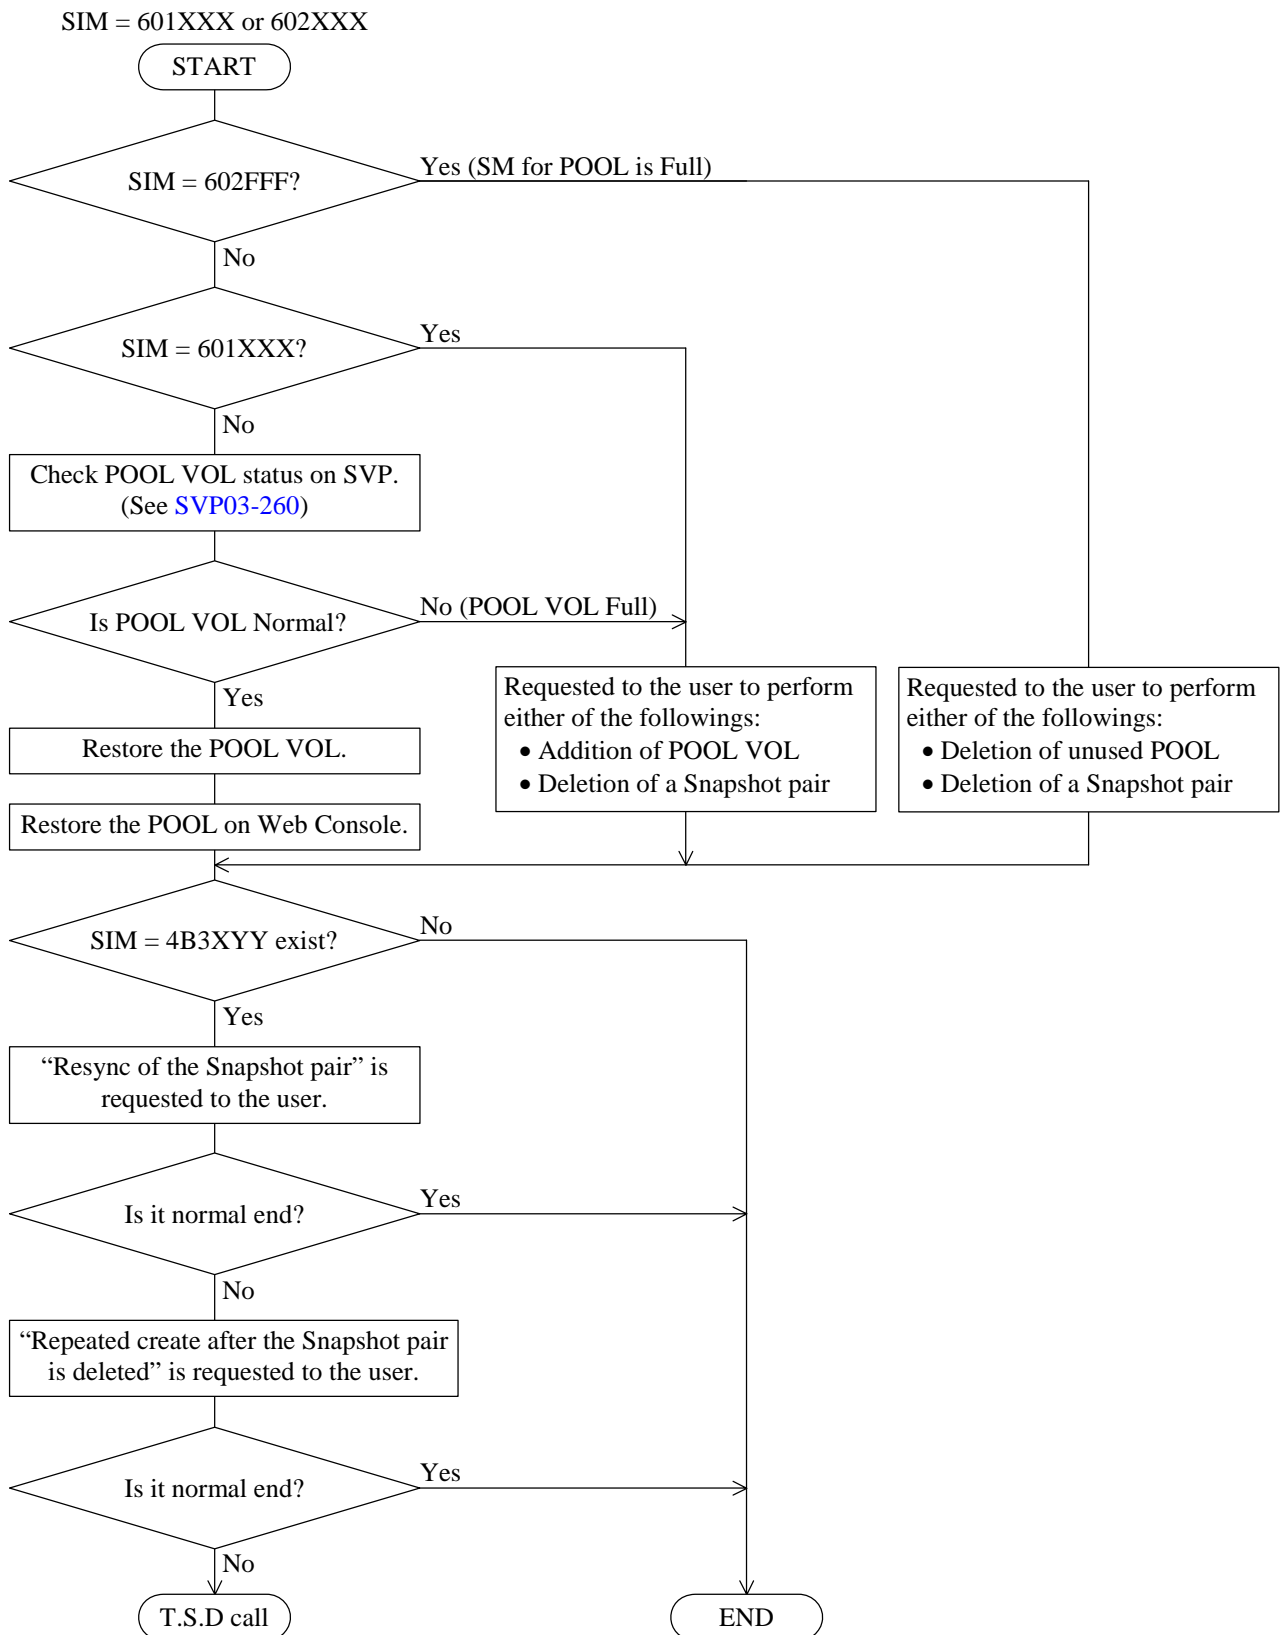 SIM = 601XXX or 602XXX
START
SIM = 602FFF?
Yes (SM for POOL is Full)
No
SIM = 601XXX?
Yes
No
Check POOL VOL status on SVP.
(See SVP03-260)
Is POOL VOL Normal?
No (POOL VOL Full)
Yes
Requested to the user to perform
either of the followings:
• Addition of POOL VOL
• Deletion of a Snapshot pair
Requested to the user to perform
either of the followings:
• Deletion of unused POOL
• Deletion of a Snapshot pair
Restore the POOL VOL.
Restore the POOL on Web Console.
SIM = 4B3XYY exist?
No
Yes
“Resync of the Snapshot pair” is
requested to the user.
Is it normal end?
Yes
No
“Repeated create after the Snapshot pair
is deleted” is requested to the user.
Is it normal end?
Yes
No
T.S.D call
END